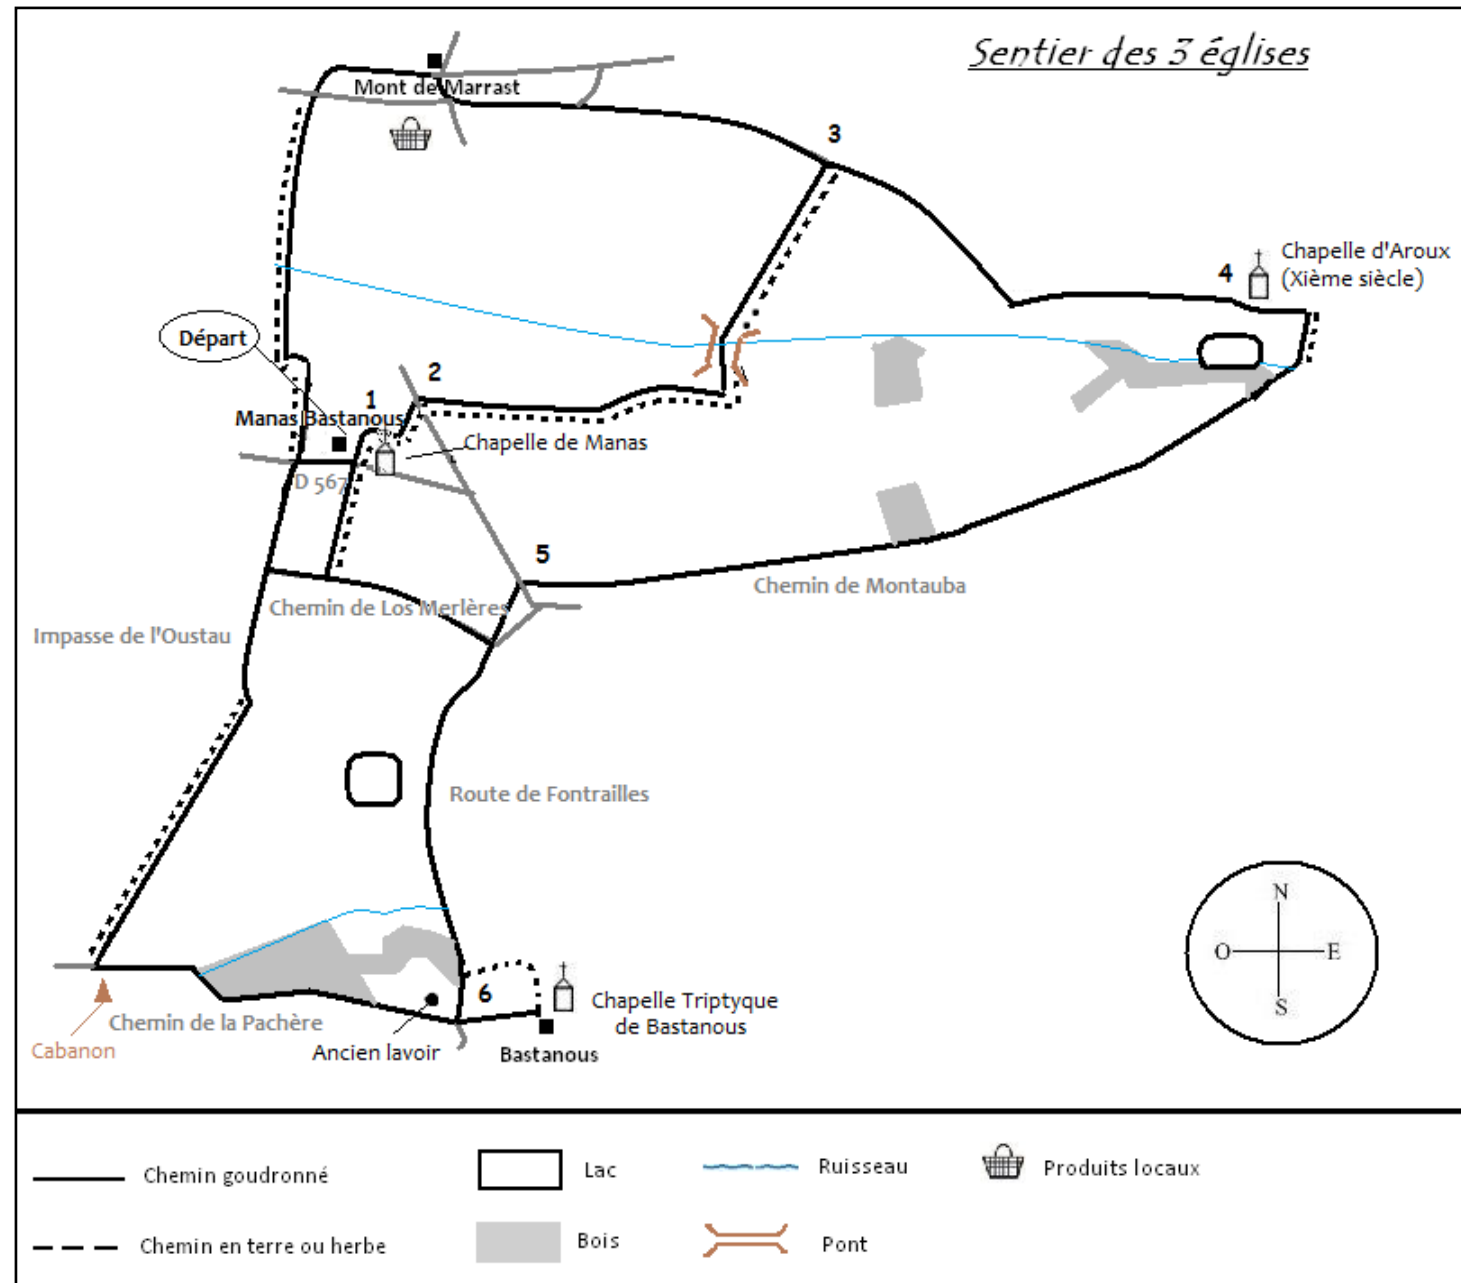 Sentier des 3 églises
Mont de Marrast
3
Chapelle d'Aroux
(Xième siècle)
4
Départ
2
1
Manas Bastanous
Chapelle de Manas
D 567
5
Chemin de Montauba
Chemin de Los Merlères
Impasse de l'Oustau
Route de Fontrailles
N
O
E
S
6
Chapelle Triptyque
de Bastanous
Chemin de la Pachère
Cabanon
Ancien lavoir
Bastanous
Chemin goudronné
Lac
Ruisseau
Produits locaux
Chemin en terre ou herbe
Bois
Pont